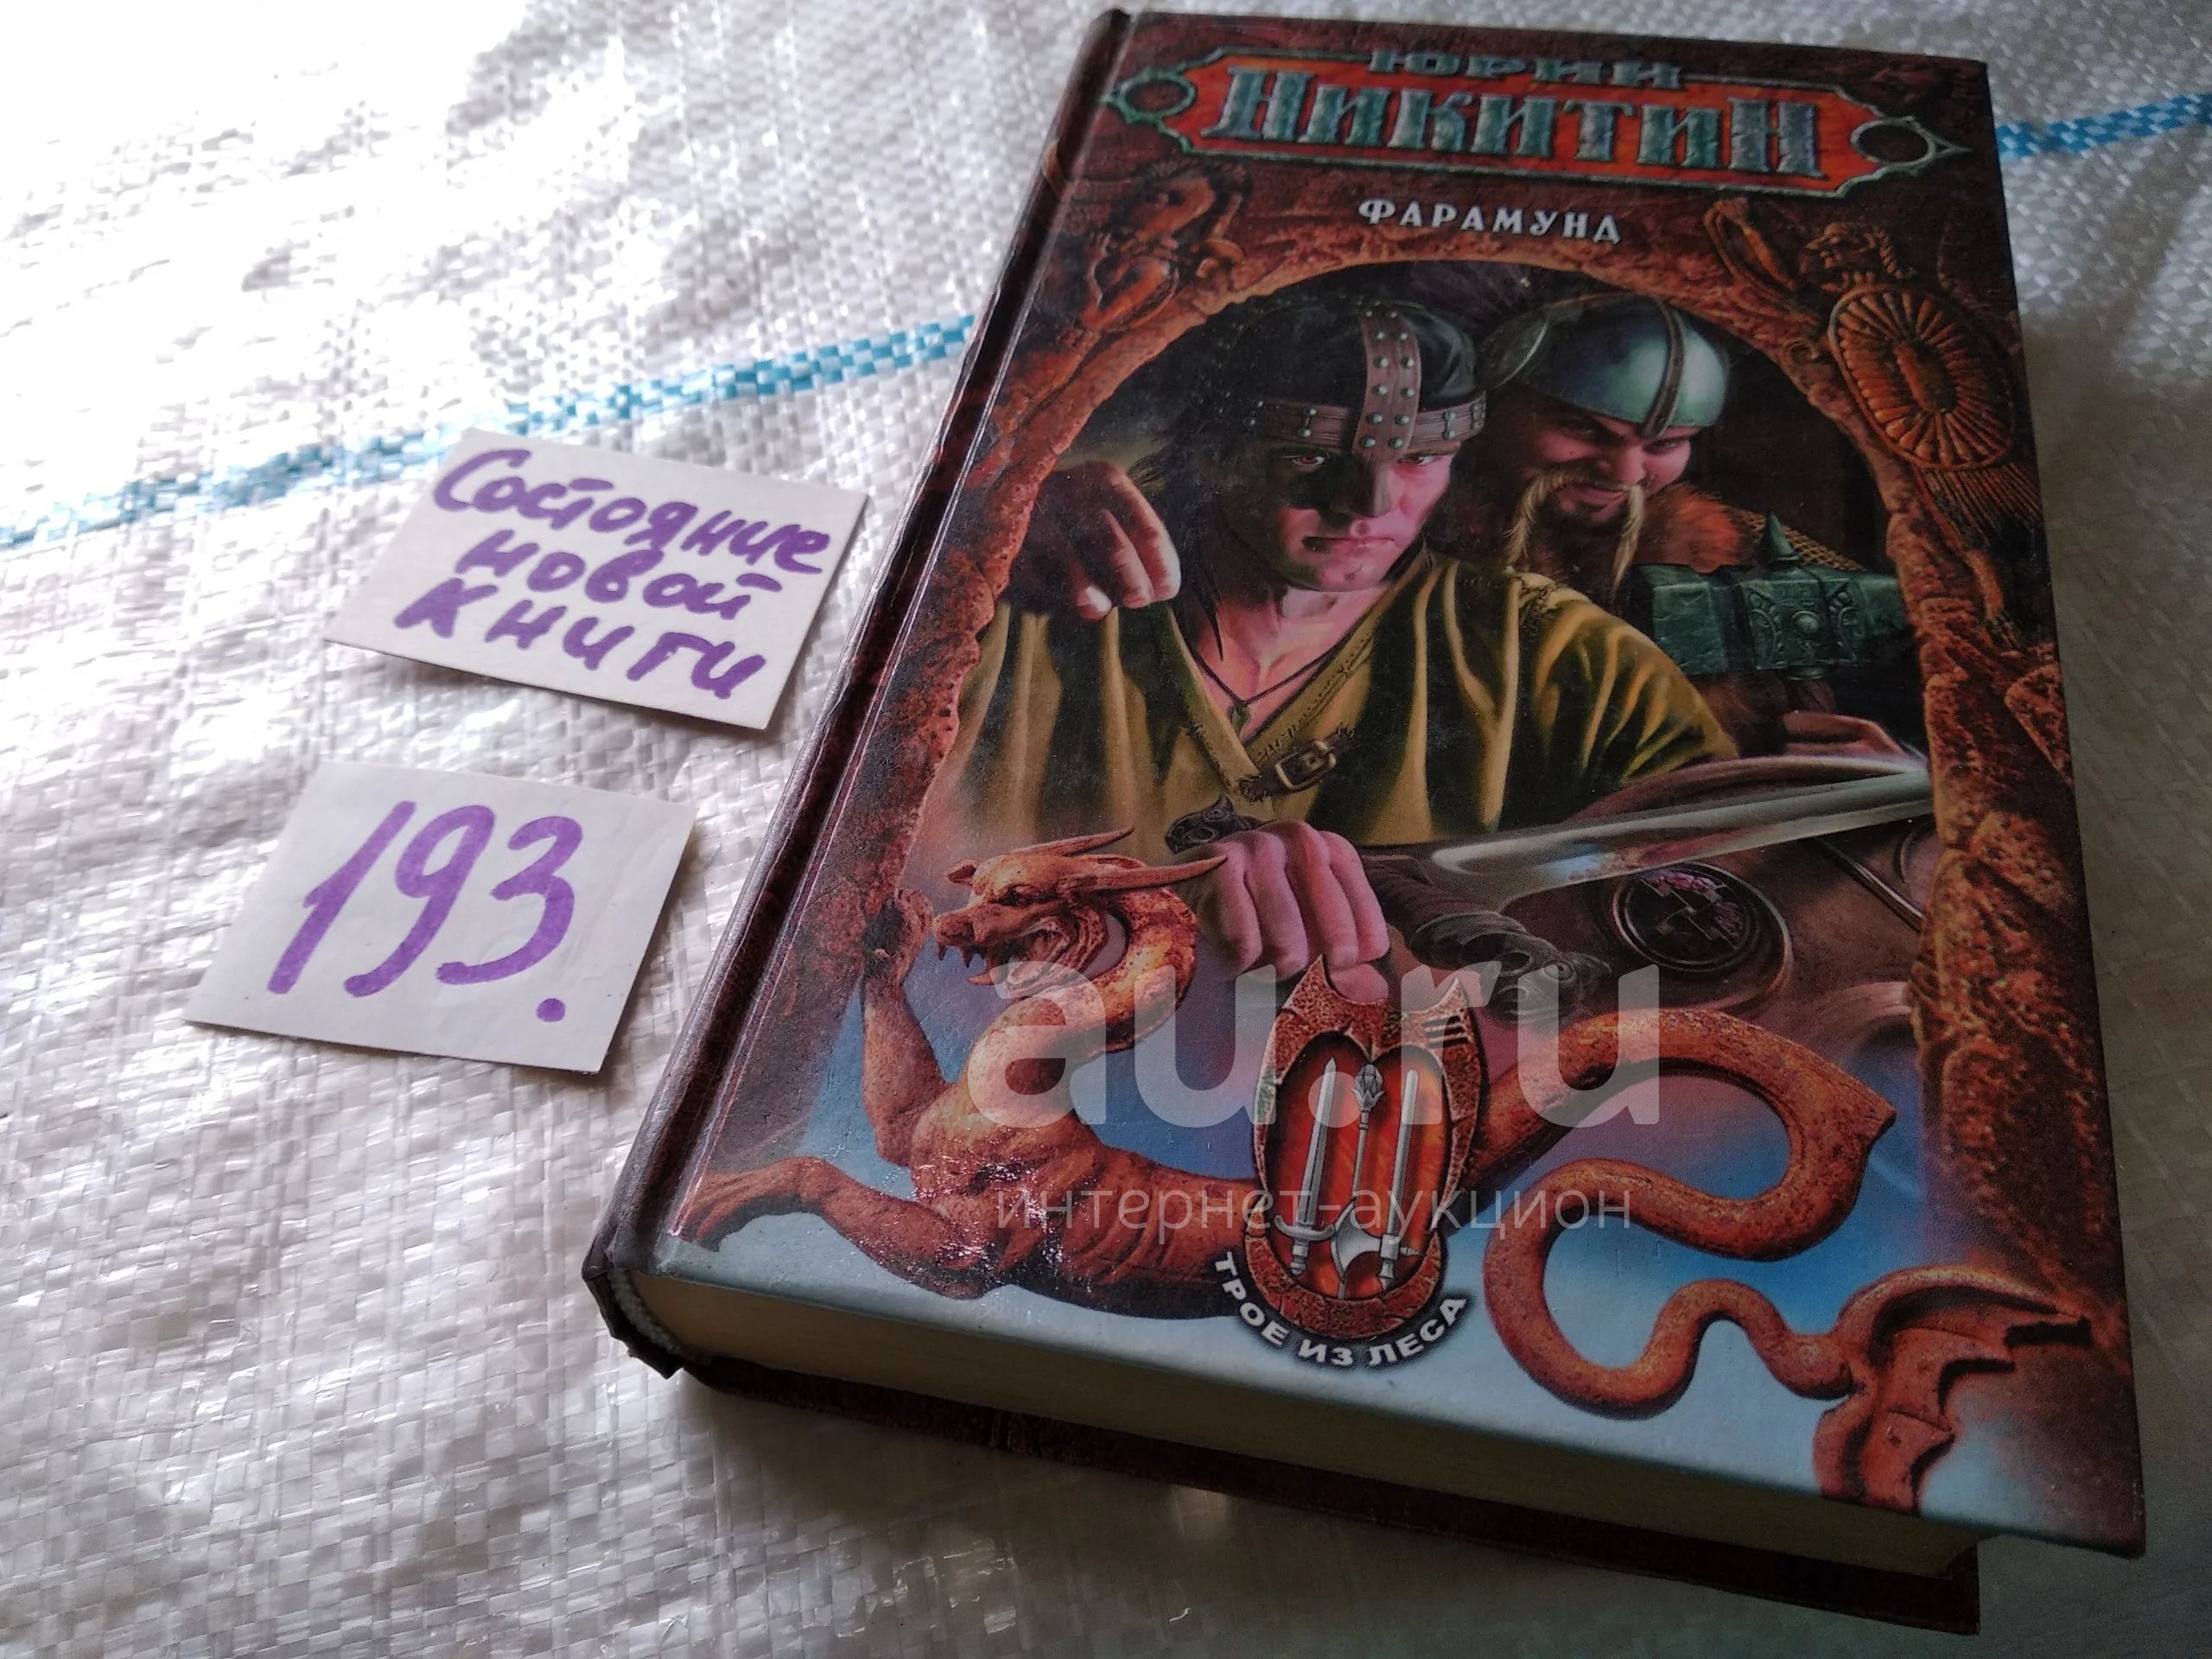 ЮРИЙ
НИКИТИН
ФАРАМУНД
Состояние
новой
книги
193.
au.ru
интернет-аукцион
ТРОЕ ИЗ ЛЕСА